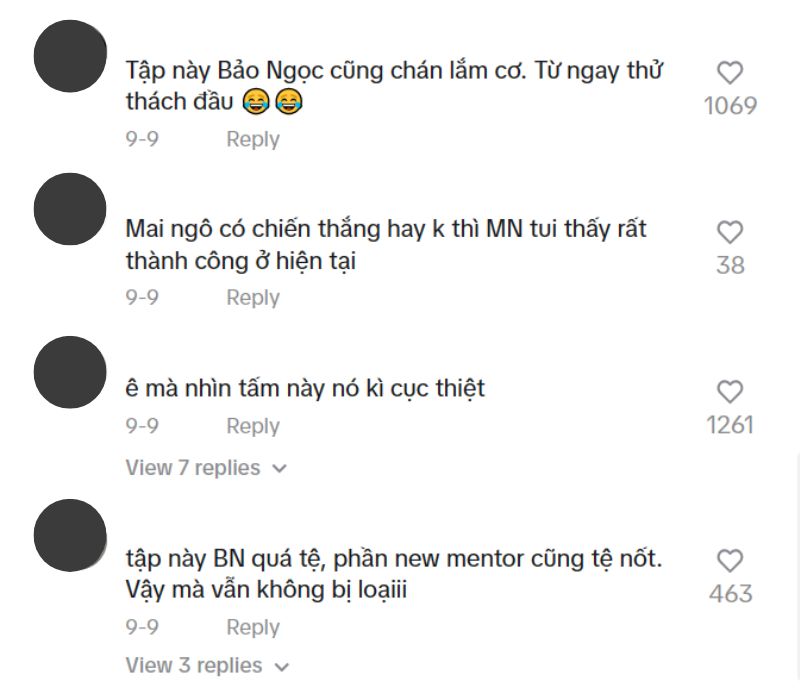 Tập này Bảo Ngọc cũng chán lắm cơ. Từ ngay thử
thách đầu 😂😂
1069
9-9 Reply
Mai ngô có chiến thắng hay k thì MN tui thấy rất
thành công ở hiện tại
38
9-9 Reply
ê mà nhìn tấm này nó kì cục thiệt
1261
9-9 Reply
View 7 replies
tập này BN quá tệ, phần new mentor cũng tệ nốt.
Vậy mà vẫn không bị loạiii
463
9-9 Reply
View 3 replies